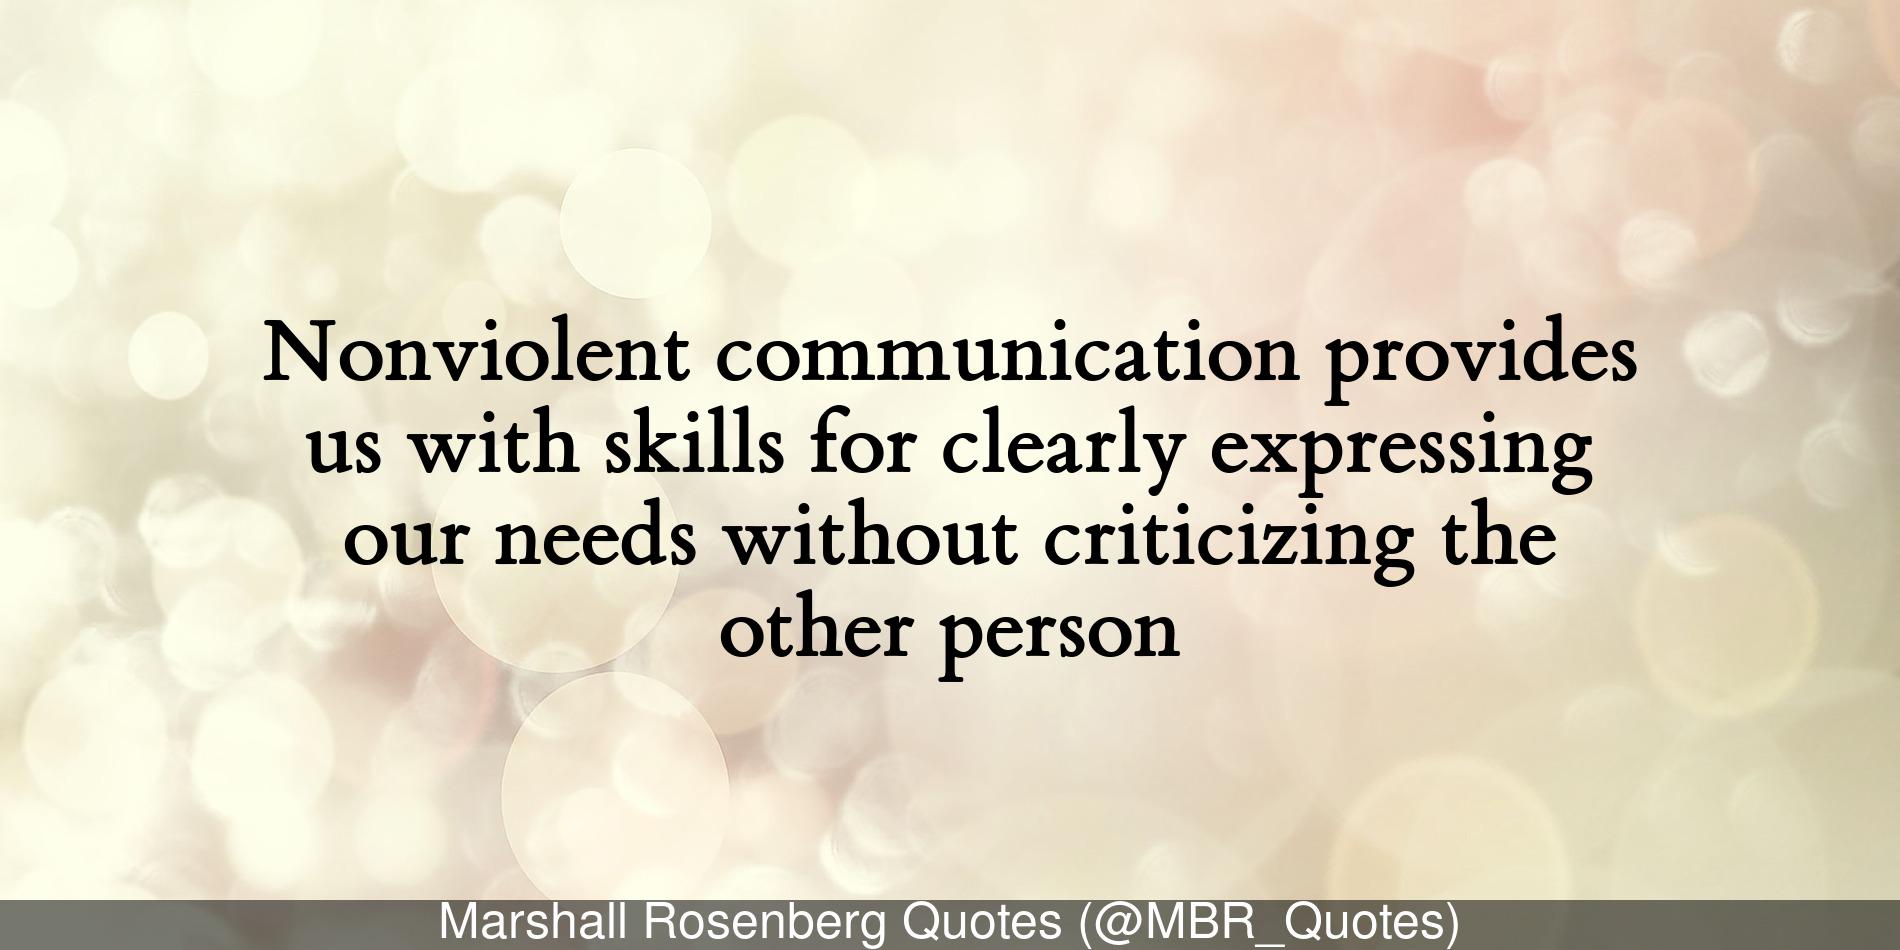 Nonviolent communication provides
us with skills for clearly expressing
our needs without criticizing the
other person
Marshall Rosenberg Quotes (@MBR_Quotes)